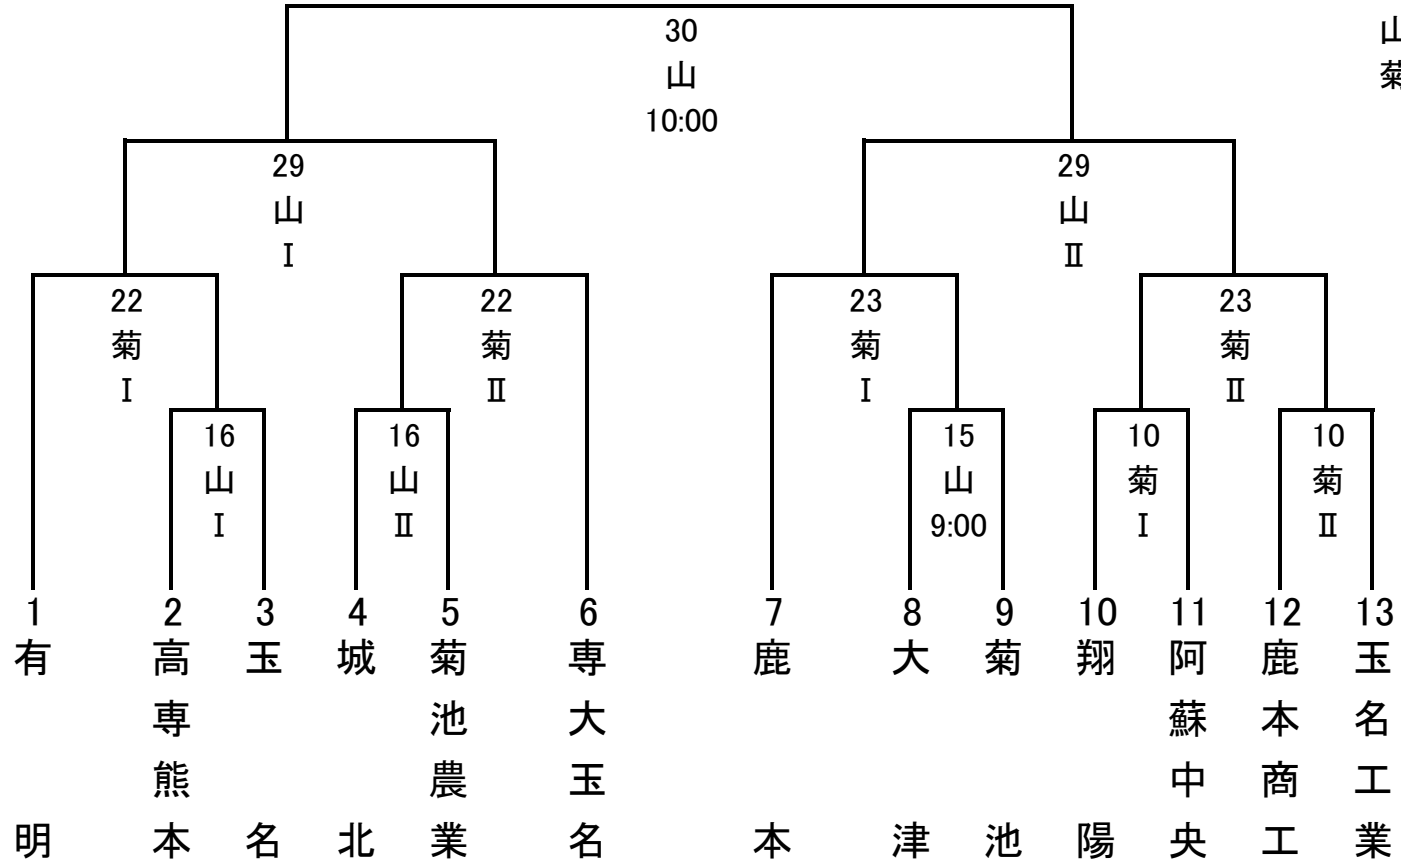 30
山
10:00
山
菊
29
山
Ⅰ
29
山
Ⅱ
22
菊
Ⅰ
22
菊
Ⅱ
23
菊
Ⅰ
23
菊
Ⅱ
16
山
Ⅰ
16
山
Ⅱ
15
山
9:00
10
菊
Ⅰ
10
菊
Ⅱ
1
有明
2
高専熊本
3
玉名
4
城北
5
菊池農業
6
専大玉名
7
鹿本
8
大津
9
菊池
10
翔陽
11
阿蘇中央
12
鹿本商工
13
玉名工業